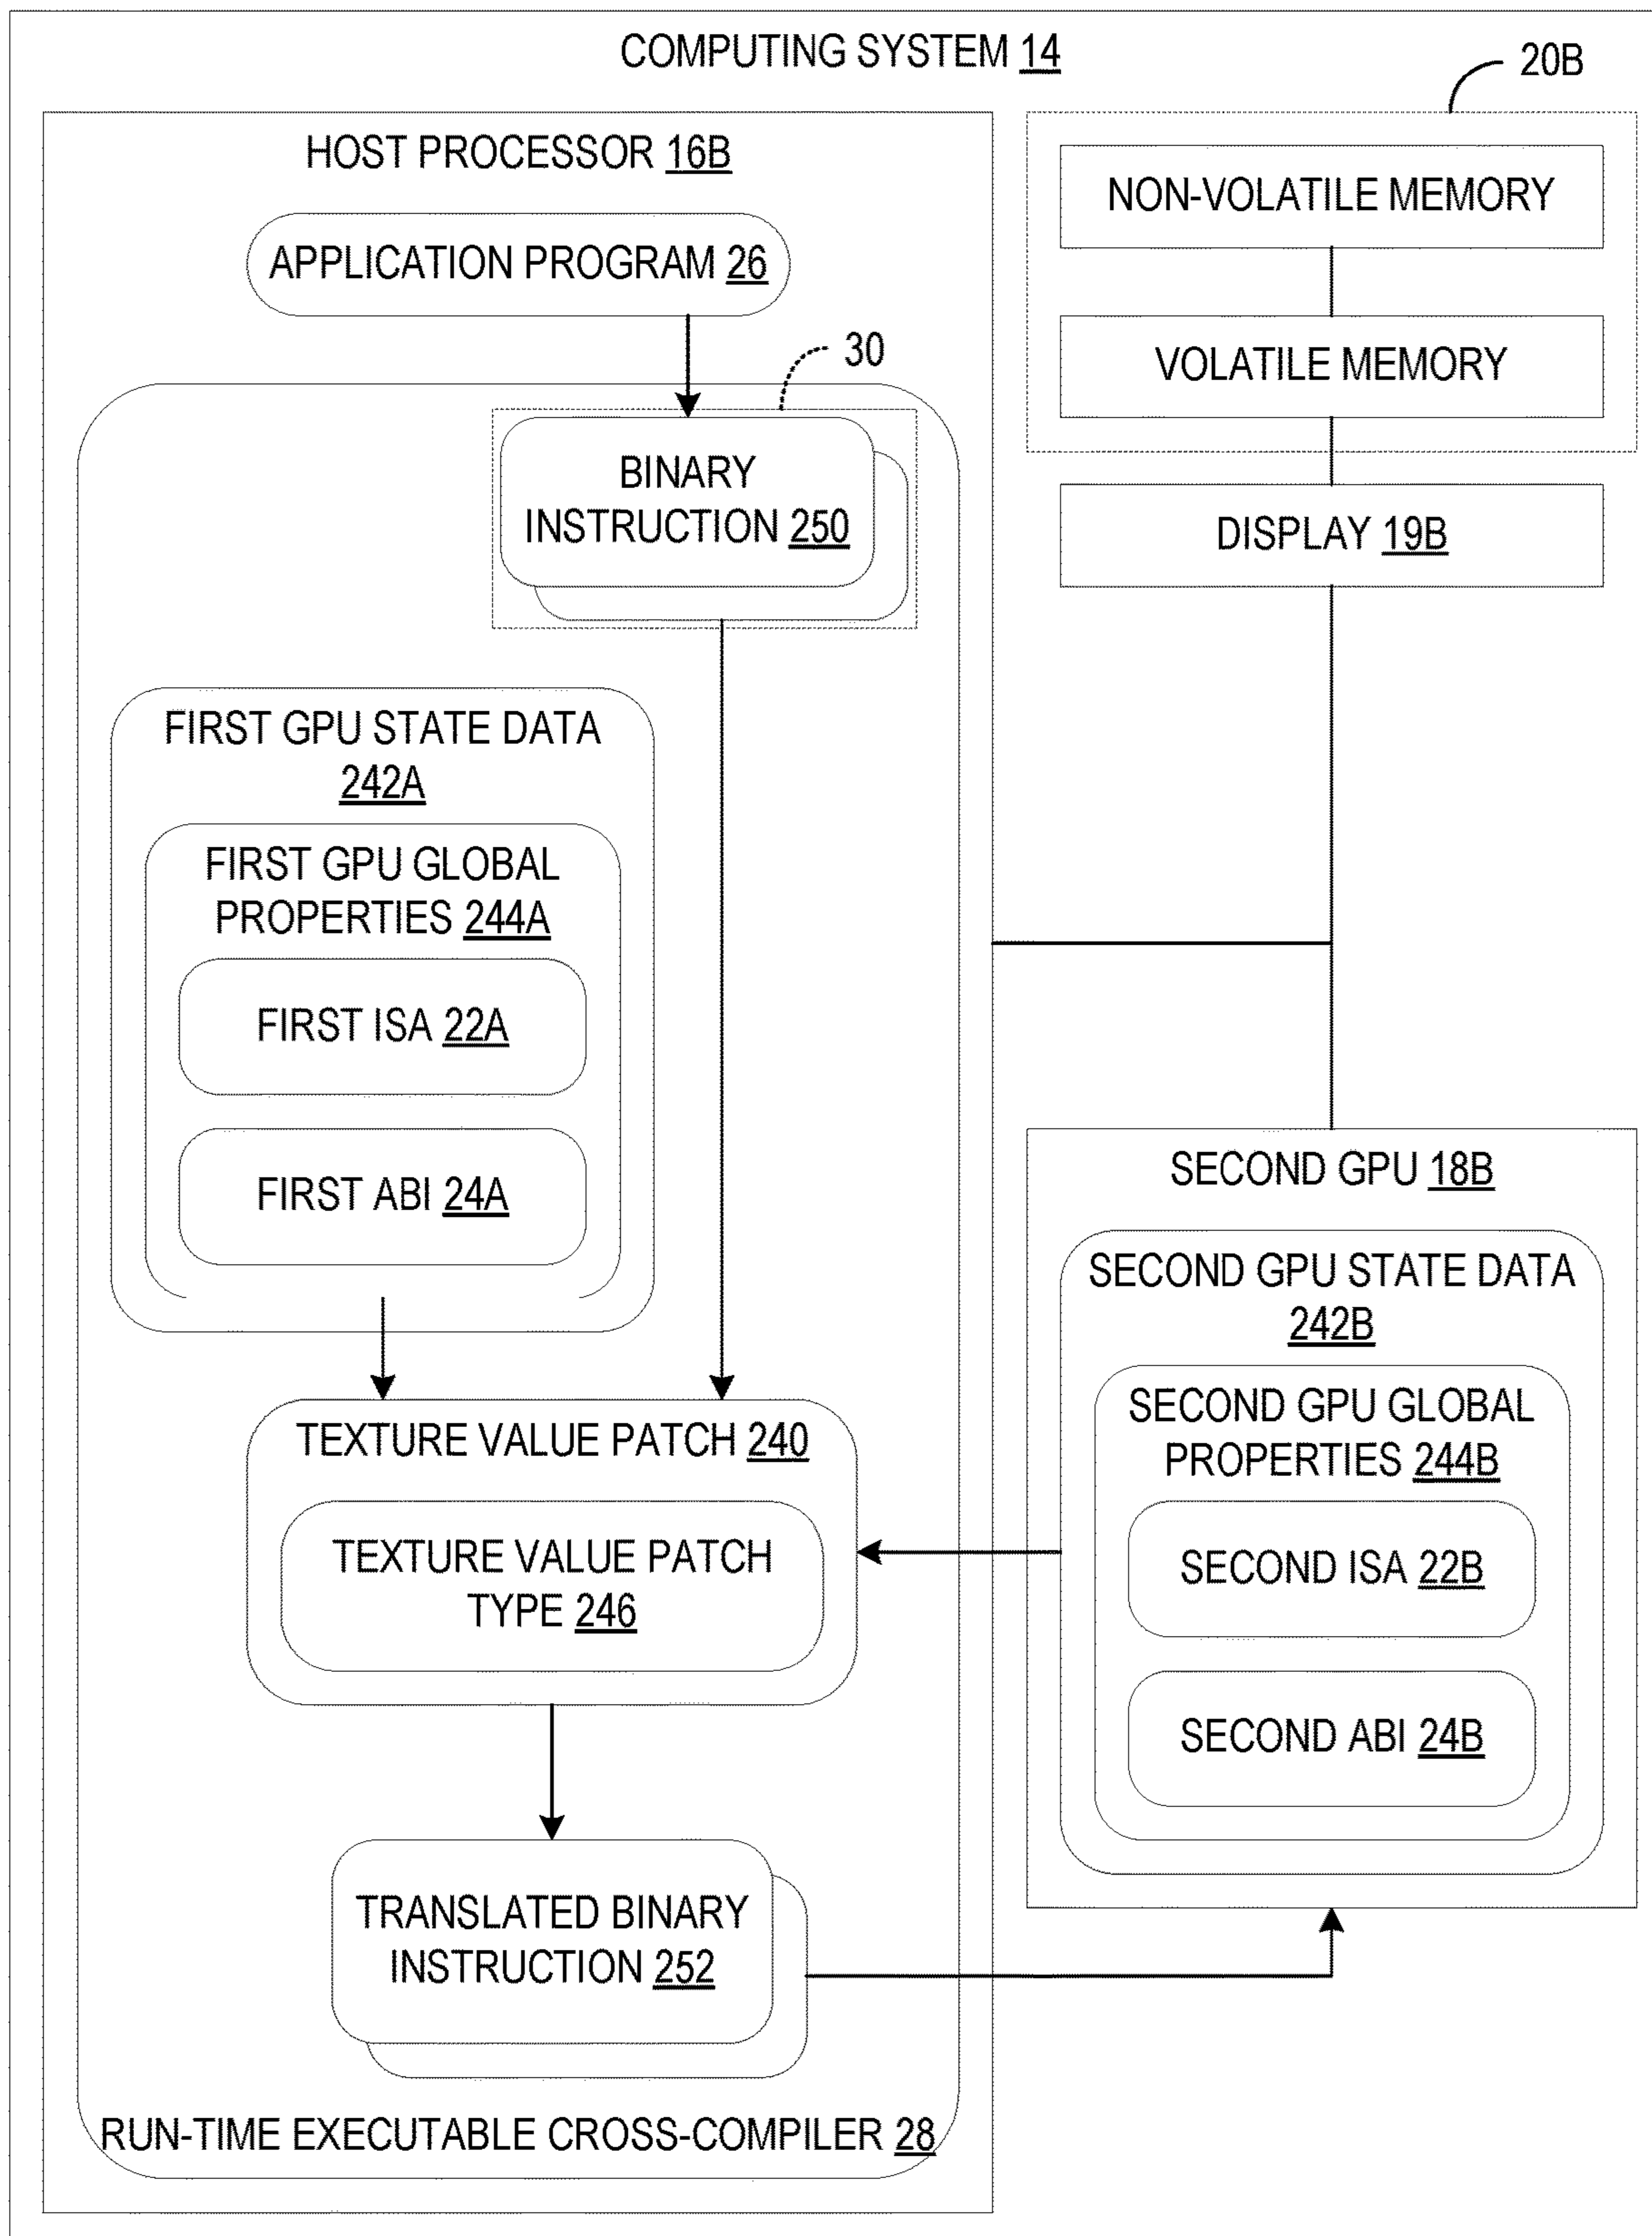 COMPUTING SYSTEM 14
20B
HOST PROCESSOR 16B
APPLICATION PROGRAM 26
30
BINARY
INSTRUCTION 250
FIRST GPU STATE DATA
242A
FIRST GPU GLOBAL
PROPERTIES 244A
FIRST ISA 22A
FIRST ABI 24A
TEXTURE VALUE PATCH 240
TEXTURE VALUE PATCH
TYPE 246
TRANSLATED BINARY
INSTRUCTION 252
RUN-TIME EXECUTABLE CROSS-COMPILER 28
NON-VOLATILE MEMORY
VOLATILE MEMORY
DISPLAY 19B
SECOND GPU 18B
SECOND GPU STATE DATA
242B
SECOND GPU GLOBAL
PROPERTIES 244B
SECOND ISA 22B
SECOND ABI 24B